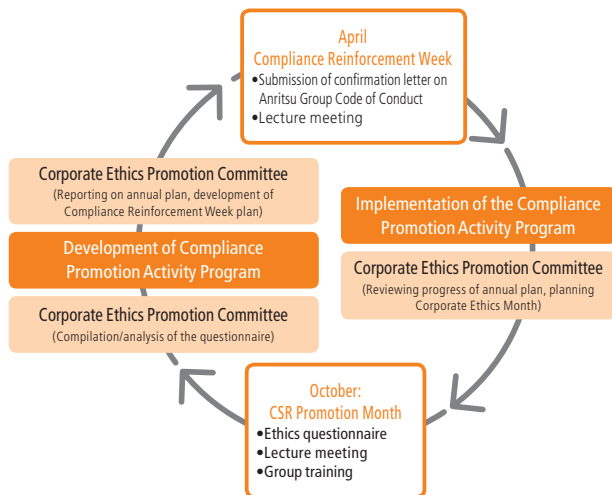 April
Compliance Reinforcement Week
•Submission of confirmation letter on
Anritsu Group Code of Conduct
•Lecture meeting
Implementation of the Compliance
Promotion Activity Program
Corporate Ethics Promotion Committee
(Reviewing progress of annual plan, planning
Corporate Ethics Month)
October:
CSR Promotion Month
•Ethics questionnaire
•Lecture meeting
•Group training
Corporate Ethics Promotion Committee
(Reporting on annual plan, development of
Compliance Reinforcement Week plan)
Development of Compliance
Promotion Activity Program
Corporate Ethics Promotion Committee
(Compilation/analysis of the questionnaire)